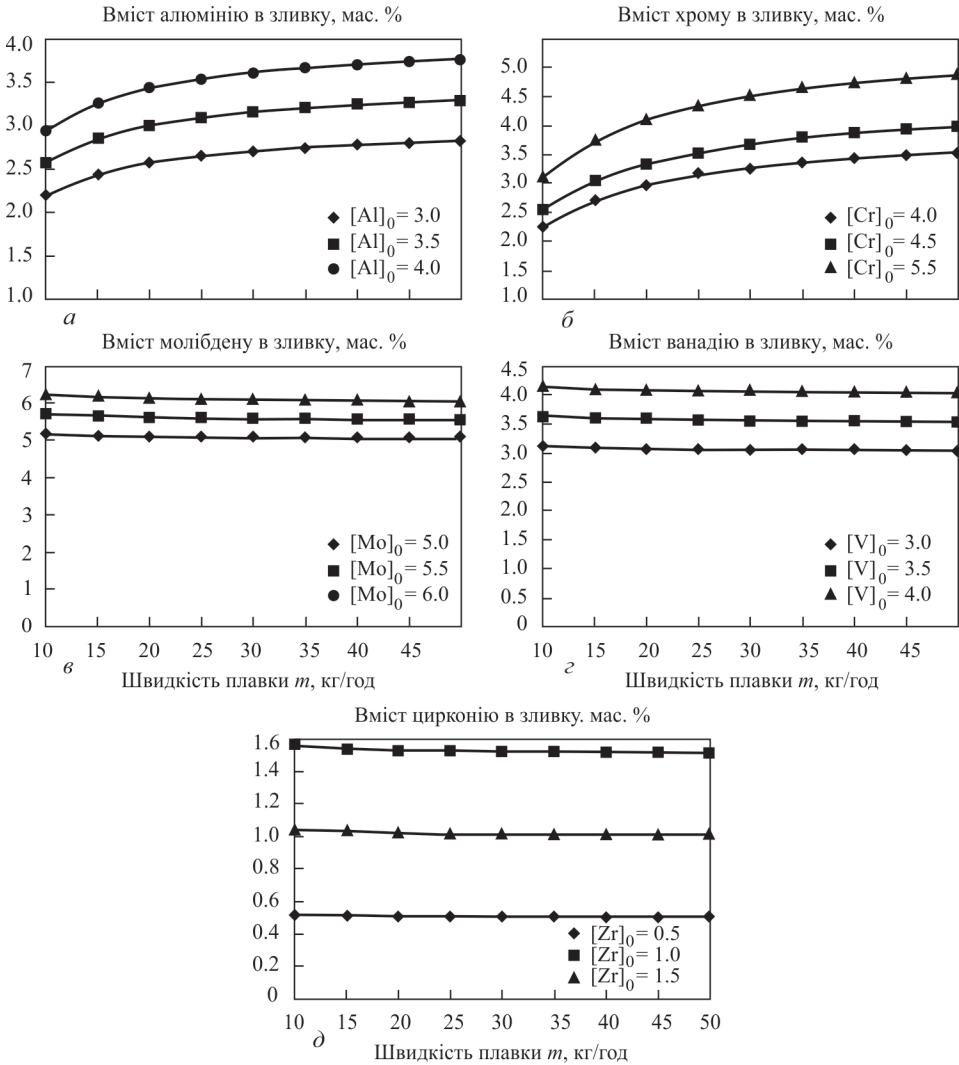 Вміст алюмінію в зливку, мас. %
4.0
3.5
3.0
2.5
2.0
1.5
1.0
[Al]0 = 3.0
[Al]0 = 3.5
[Al]0 = 4.0
а
Вміст хрому в зливку, мас. %
5.0
4.5
4.0
3.5
3.0
2.5
2.0
1.5
1.0
[Cr]0 = 4.0
[Cr]0 = 4.5
[Cr]0 = 5.5
б
Вміст молібдену в зливку, мас. %
7
6
5
4
3
2
1
0
[Mo]0 = 5.0
[Mo]0 = 5.5
[Mo]0 = 6.0
10 15 20 25 30 35 40 45
в
Швидкість плавки m, кг/год
Вміст ванадію в зливку, мас. %
4.5
4.0
3.5
3.0
2.5
2.0
1.5
1.0
0.5
0
[V]0 = 3.0
[V]0 = 3.5
[V]0 = 4.0
10 15 20 25 30 35 40 45
г
Швидкість плавки m, кг/год
Вміст цирконію в зливку. мас. %
1.6
1.4
1.2
1.0
0.8
0.6
0.4
0.2
0
[Zr]0 = 0.5
[Zr]0 = 1.0
[Zr]0 = 1.5
10 15 20 25 30 35 40 45 50
д
Швидкість плавки m, кг/год